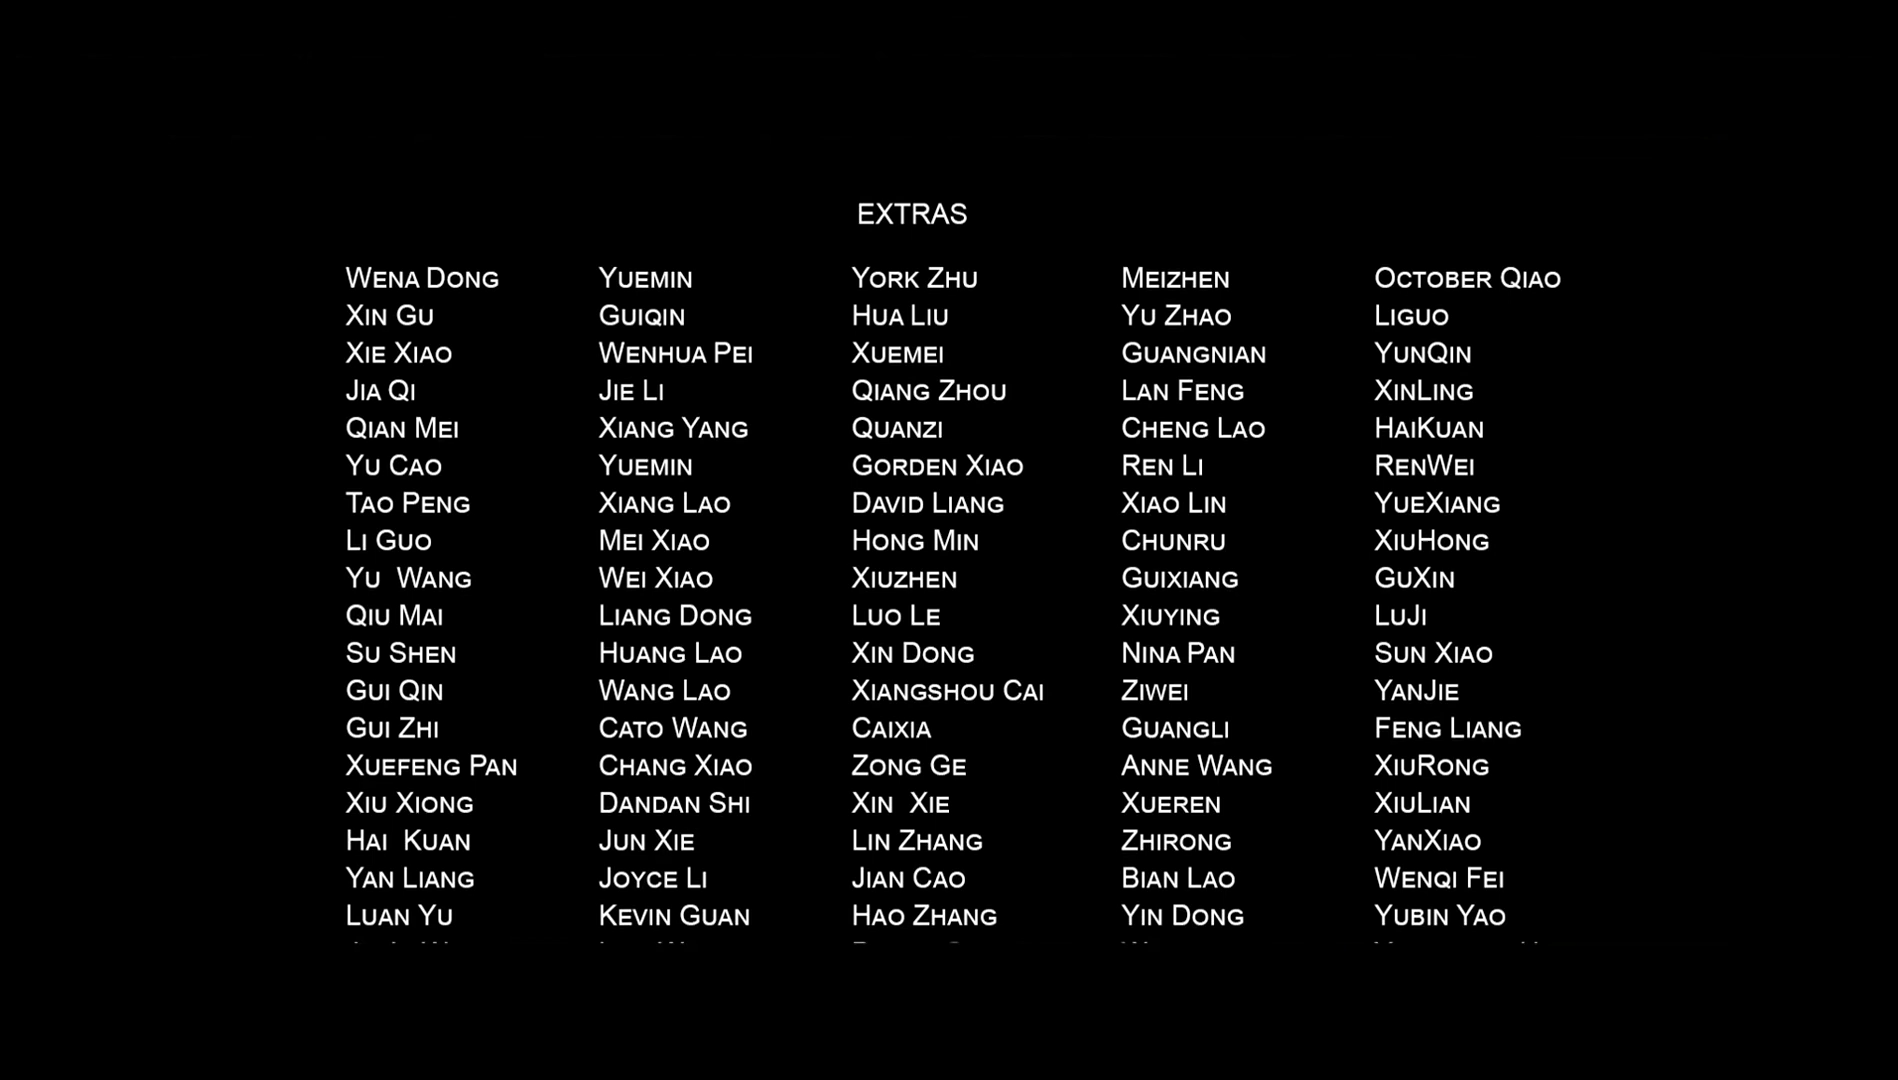 EXTRAS
Wena Dong Yuemin York Zhu Meizhen October Qiao
Xin Gu Guiqin Hua Liu Yu Zhao Liguo
Xie Xiao Wenhua Pei Xuemei Guangnian YunQin
Jia Qi Jie Li Qiang Zhou Lan Feng XinLing
Qian Mei Xiang Yang Quanzi Cheng Lao HaiKuan
Yu Cao Yuemin Gorden Xiao Ren Li RenWei
Tao Peng Xiang Lao David Liang Xiao Lin YueXiang
Li Guo Mei Xiao Hong Min Chunru XiuHong
Yu Wang Wei Xiao Xiuzhen Guixiang GuXin
Qiu Mai Liang Dong Luo Le Xiuying LuJi
Su Shen Huang Lao Xin Dong Nina Pan Sun Xiao
Gui Qin Wang Lao Xiangshou Cai Ziwei YanJie
Gui Zhi Cato Wang Caixia Guangli Feng Liang
Xuefeng Pan Chang Xiao Zong Ge Anne Wang XiuRong
Xiu Xiong Dandan Shi Xin Xie Xueren XiuLian
Hai Kuan Jun Xie Lin Zhang Zhirong YanXiao
Yan Liang Joyce Li Jian Cao Bian Lao Wenqi Fei
Luan Yu Kevin Guan Hao Zhang Yin Dong Yubin Yao